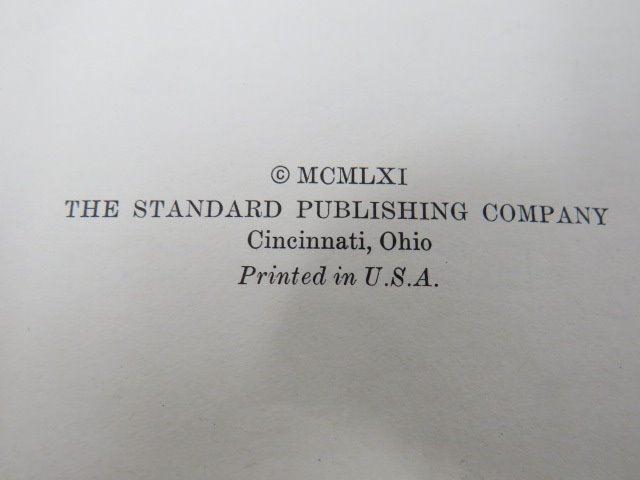 © MCMLXI
THE STANDARD PUBLISHING COMPANY
Cincinnati, Ohio
Printed in U.S.A.